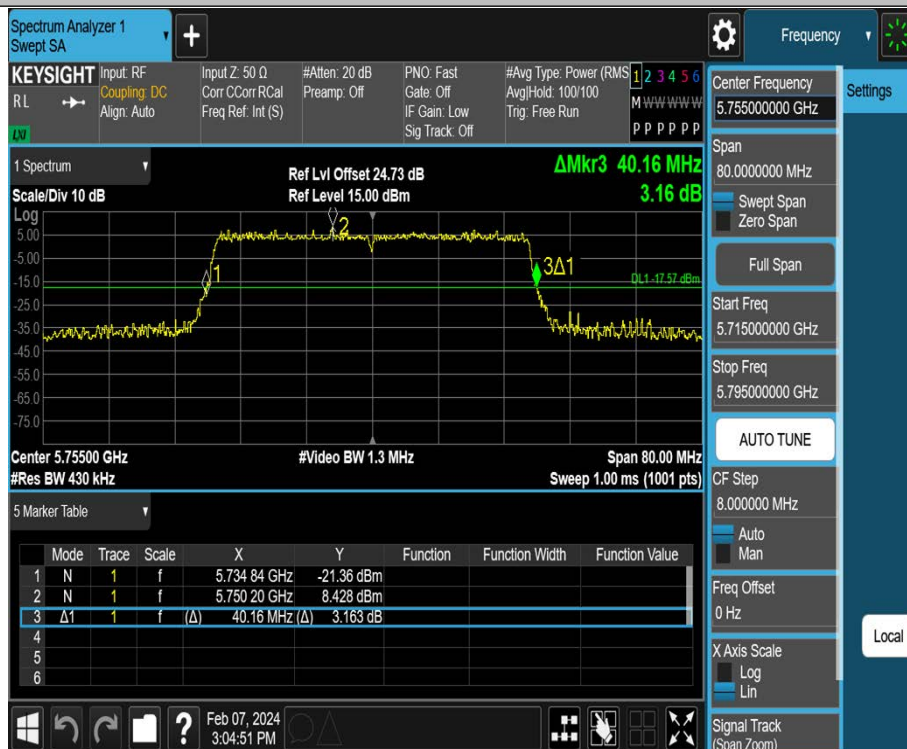 Spectrum Analyzer 1
Swept SA
+
Frequency
KEYSIGHT
RL
LXI
Input: RF
Coupling: DC
Align: Auto
Input Z: 50 Ω
Corr CCorr RCal
Freq Ref: Int (S)
#Atten: 20 dB
Preamp: Off
PNO: Fast
Gate: Off
IF Gain: Low
Sig Track: Off
#Avg Type: Power (RMS
Avg|Hold: 100/100
Trig: Free Run
1 2 3 4 5 6
M W W W W W
P P P P P P
1 Spectrum
Scale/Div 10 dB
Ref Lvl Offset 24.73 dB
Ref Level 15.00 dBm
ΔMkr3 40.16 MHz
3.16 dB
Log
5.00
-5.00
-15.0
-25.0
-35.0
-45.0
-55.0
-65.0
-75.0
1
2
3Δ1
DL1 -17.57 dBm
Center 5.75500 GHz
#Video BW 1.3 MHz
Span 80.00 MHz
#Res BW 430 kHz
Sweep 1.00 ms (1001 pts)
5 Marker Table
Mode Trace Scale X Y Function Function Width Function Value
1 N 1 f 5.734 84 GHz -21.36 dBm
2 N 1 f 5.750 20 GHz 8.428 dBm
3 Δ1 1 f (Δ) 40.16 MHz (Δ) 3.163 dB
4
5
6
?
Feb 07, 2024
3:04:51 PM
Center Frequency
5.755000000 GHz
Settings
Span
80.0000000 MHz
Swept Span
Zero Span
Full Span
Start Freq
5.715000000 GHz
Stop Freq
5.795000000 GHz
AUTO TUNE
CF Step
8.000000 MHz
Auto
Man
Freq Offset
0 Hz
Local
X Axis Scale
Log
Lin
Signal Track
(Span Zoom)